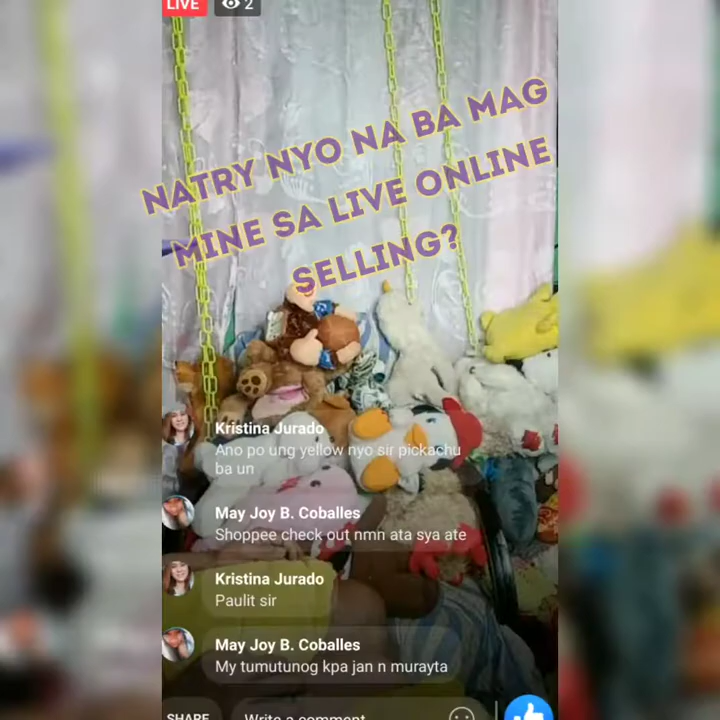 LIVE 2
NATRY NYO NA BA MAG
MINE SA LIVE ONLINE
SELLING?
Kristina Jurado
Ano po ung yellow nyo sir pickachu
ba un
May Joy B. Coballes
Shoppee check out nmn ata sya ate
Kristina Jurado
Paulit sir
May Joy B. Coballes
My tumutunog kpa jan n murayta
SHARE
Write a comment